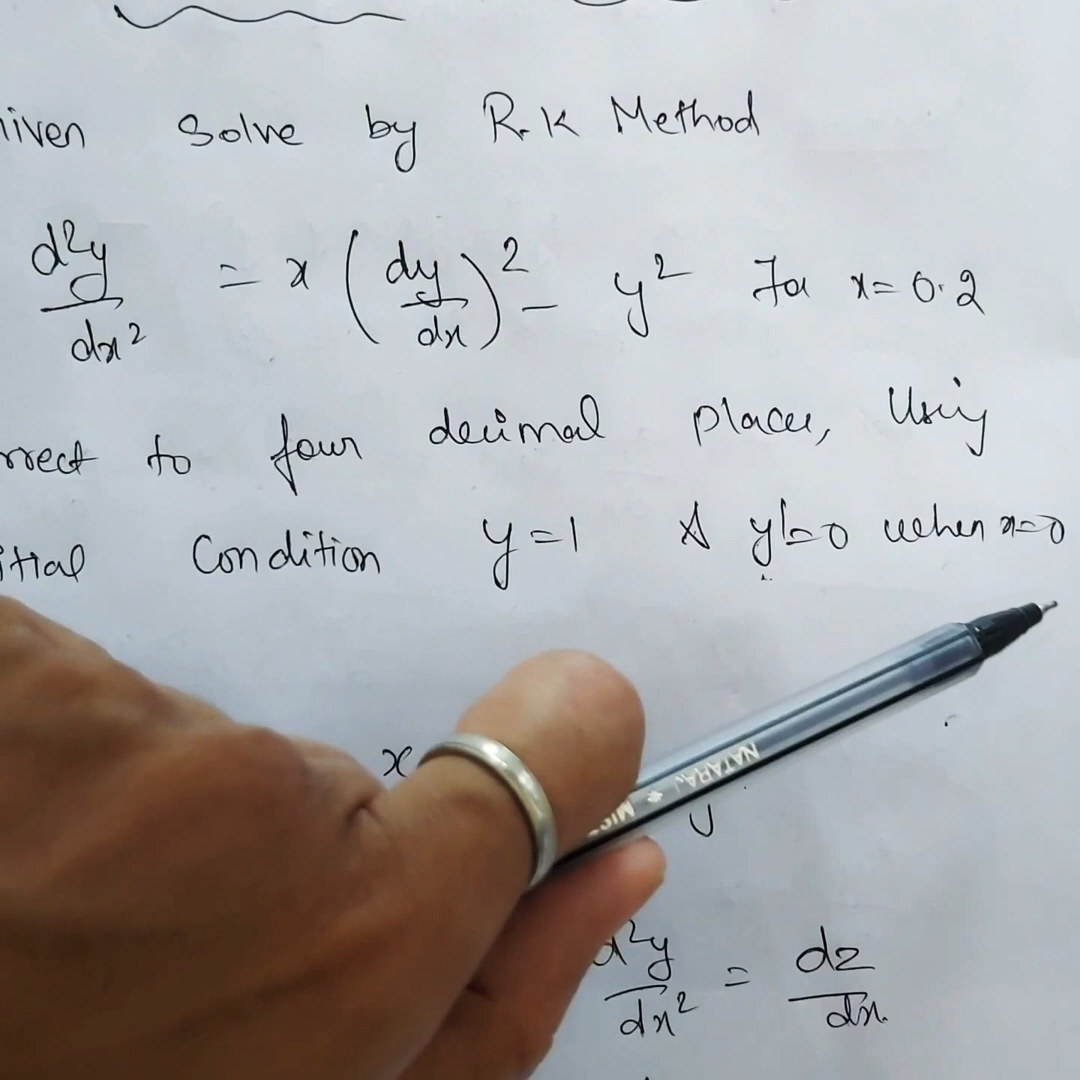 iven Solve by R.K Method
d²y/dx² = x (dy/dx)² - y² For x = 0.2
rrect to four decimal places, Using
itial Condition y = 1 & y' = 0 when x = 0
x
NATARAJ
d²y/dx² = dz/dx